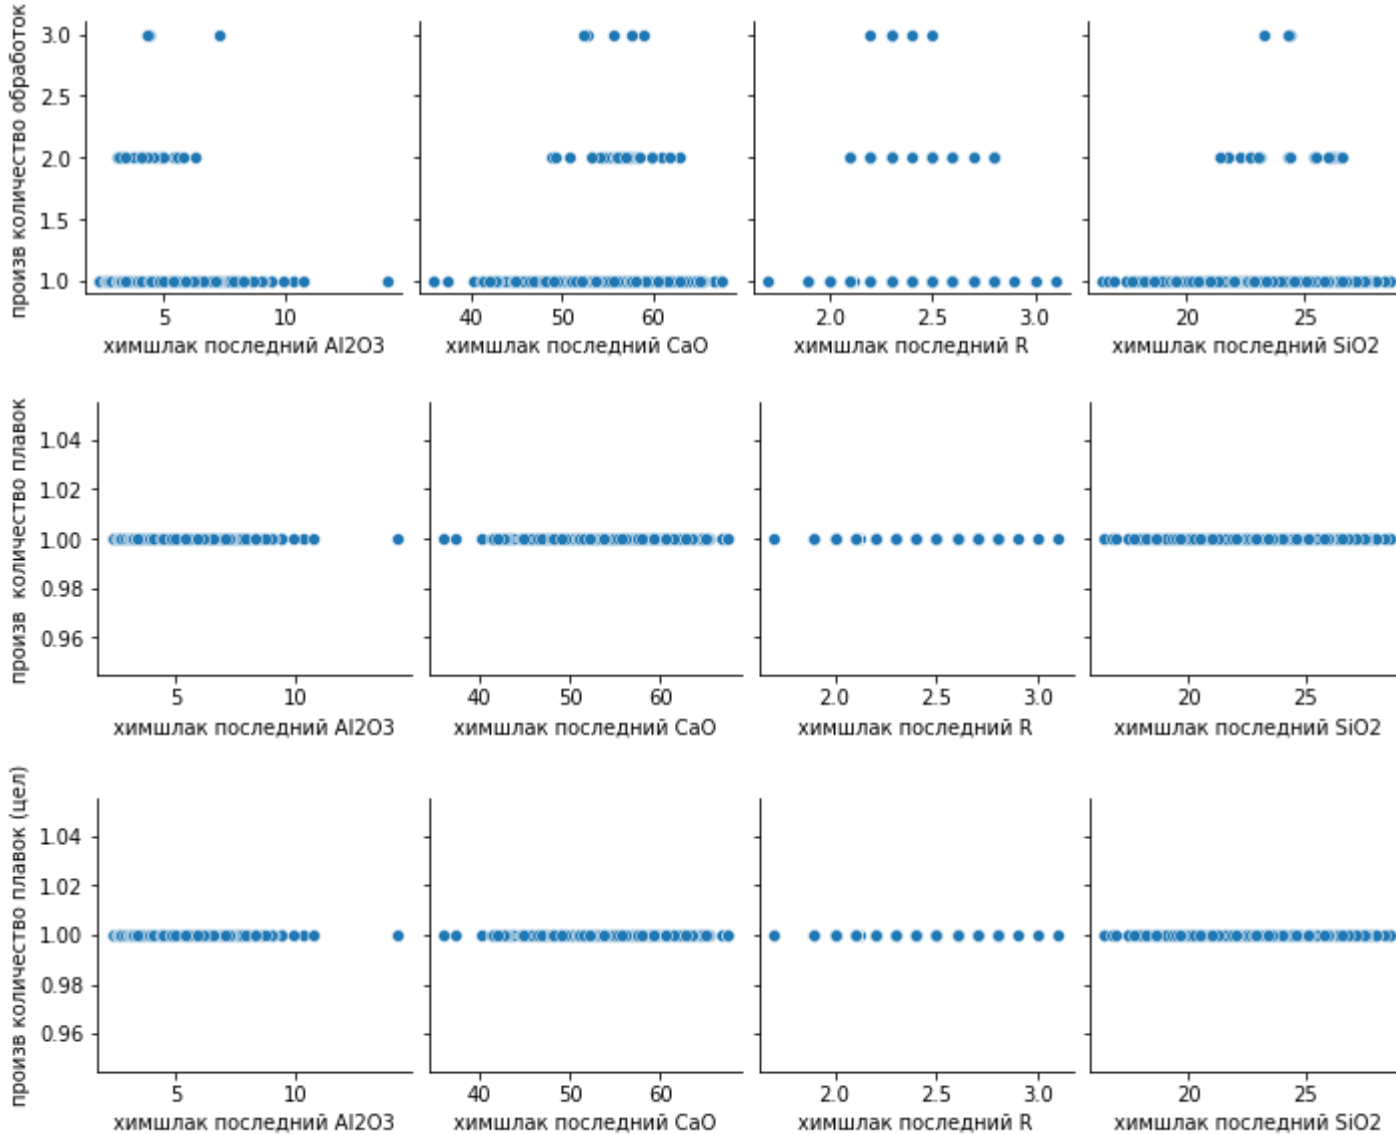 произв количество обработок
3.0
2.5
2.0
1.5
1.0
5 10
40 50 60
2.0 2.5 3.0
20 25
химшлак последний Al2O3
химшлак последний CaO
химшлак последний R
химшлак последний SiO2
произв  количество плавок
1.04
1.02
1.00
0.98
0.96
5 10
40 50 60
2.0 2.5 3.0
20 25
химшлак последний Al2O3
химшлак последний CaO
химшлак последний R
химшлак последний SiO2
произв количество плавок (цел)
1.04
1.02
1.00
0.98
0.96
5 10
40 50 60
2.0 2.5 3.0
20 25
химшлак последний Al2O3
химшлак последний CaO
химшлак последний R
химшлак последний SiO2